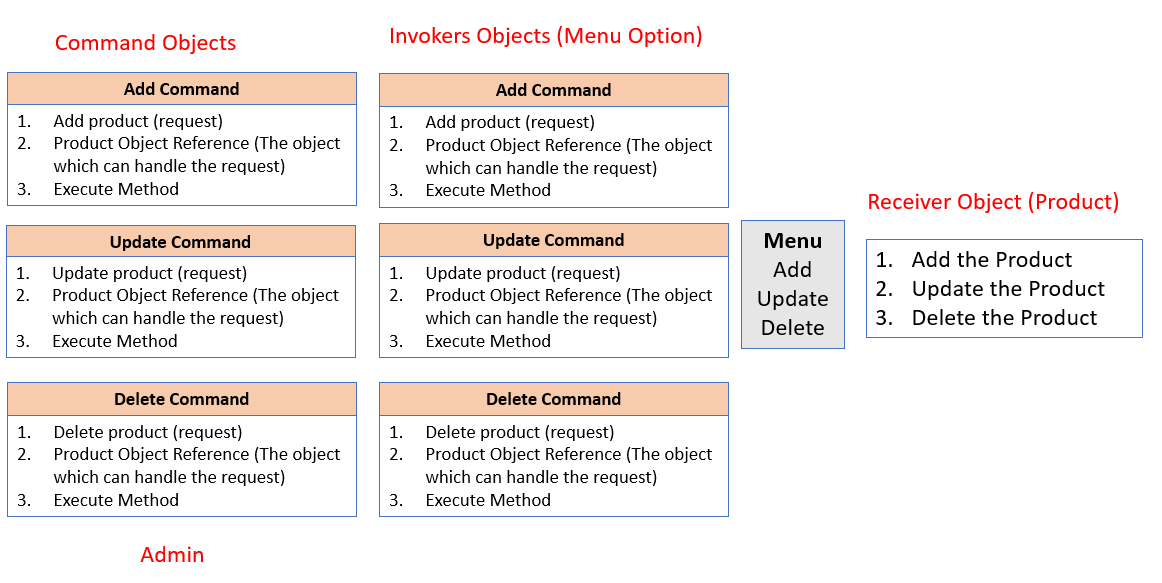 Command Objects
Add Command
1. Add product (request)
2. Product Object Reference (The object
which can handle the request)
3. Execute Method
Update Command
1. Update product (request)
2. Product Object Reference (The object
which can handle the request)
3. Execute Method
Delete Command
1. Delete product (request)
2. Product Object Reference (The object
which can handle the request)
3. Execute Method
Admin
Invokers Objects (Menu Option)
Add Command
1. Add product (request)
2. Product Object Reference (The object
which can handle the request)
3. Execute Method
Update Command
1. Update product (request)
2. Product Object Reference (The object
which can handle the request)
3. Execute Method
Delete Command
1. Delete product (request)
2. Product Object Reference (The object
which can handle the request)
3. Execute Method
Menu
Add
Update
Delete
Receiver Object (Product)
1. Add the Product
2. Update the Product
3. Delete the Product